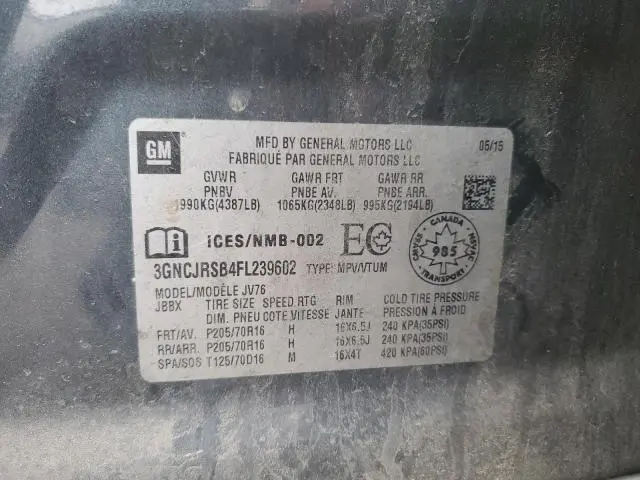 GM
MFD BY GENERAL MOTORS LLC 05/15
FABRIQUÉ PAR GENERAL MOTORS LLC
GVWR GAWR FRT GAWR RR
PNBV PNBE AV. PNBE ARR.
1990KG(4387LB) 1065KG(2348LB) 995KG(2194LB)
ICES/NMB-002 EC
CANADA
985
TRANSPORT
3GNCJRSB4FL239602 TYPE: MPV/VTUM
MODEL/MODÈLE JV76
JBBX TIRE SIZE SPEED RTG RIM COLD TIRE PRESSURE
DIM. PNEU COTE VITESSE JANTE PRESSION À FROID
FRT/AV. P205/70R16 H 16X6.5J 240 KPA(35PSI)
RR/ARR. P205/70R16 H 16X6.5J 240 KPA(35PSI)
SPA/SOS T125/70D16 M 16X4T 420 KPA(60PSI)